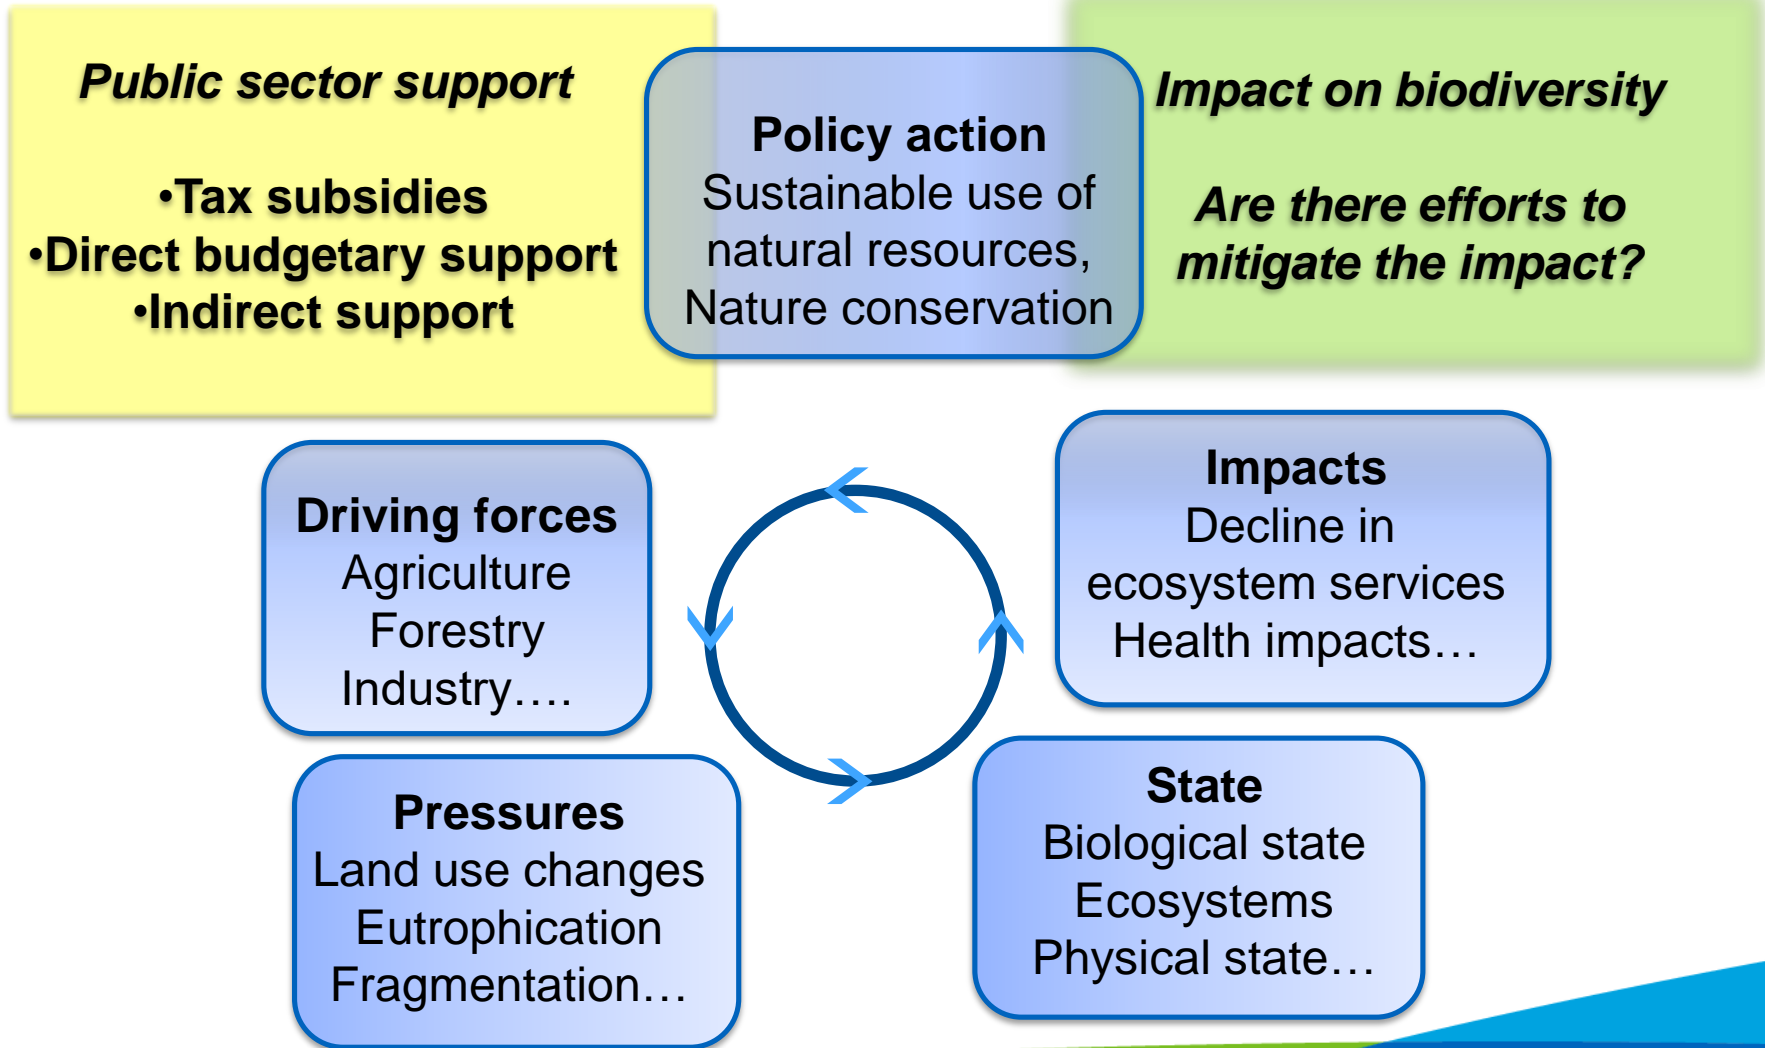 Public sector support
•Tax subsidies
•Direct budgetary support
•Indirect support
Policy action
Sustainable use of
natural resources,
Nature conservation
Impact on biodiversity
Are there efforts to
mitigate the impact?
Driving forces
Agriculture
Forestry
Industry….
Impacts
Decline in
ecosystem services
Health impacts…
Pressures
Land use changes
Eutrophication
Fragmentation…
State
Biological state
Ecosystems
Physical state…